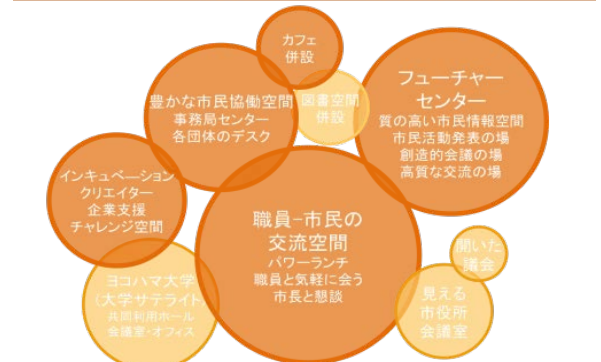 カフェ
併設
豊かな市民協働空間
事務局センター
各団体のデスク
図書空間
併設
フューチャー
センター
質の高い市民情報空間
市民活動発表の場
創造的会議の場
高質な交流の場
インキュベーション
クリエイター
企業支援
チャレンジ空間
職員-市民の
交流空間
パワーランチ
職員と気軽に会う
市長と懇談
開いた
議会
見える
市役所
会議室
ヨコハマ大学
(大学サテライト)
共同利用ホール
会議室・オフィス